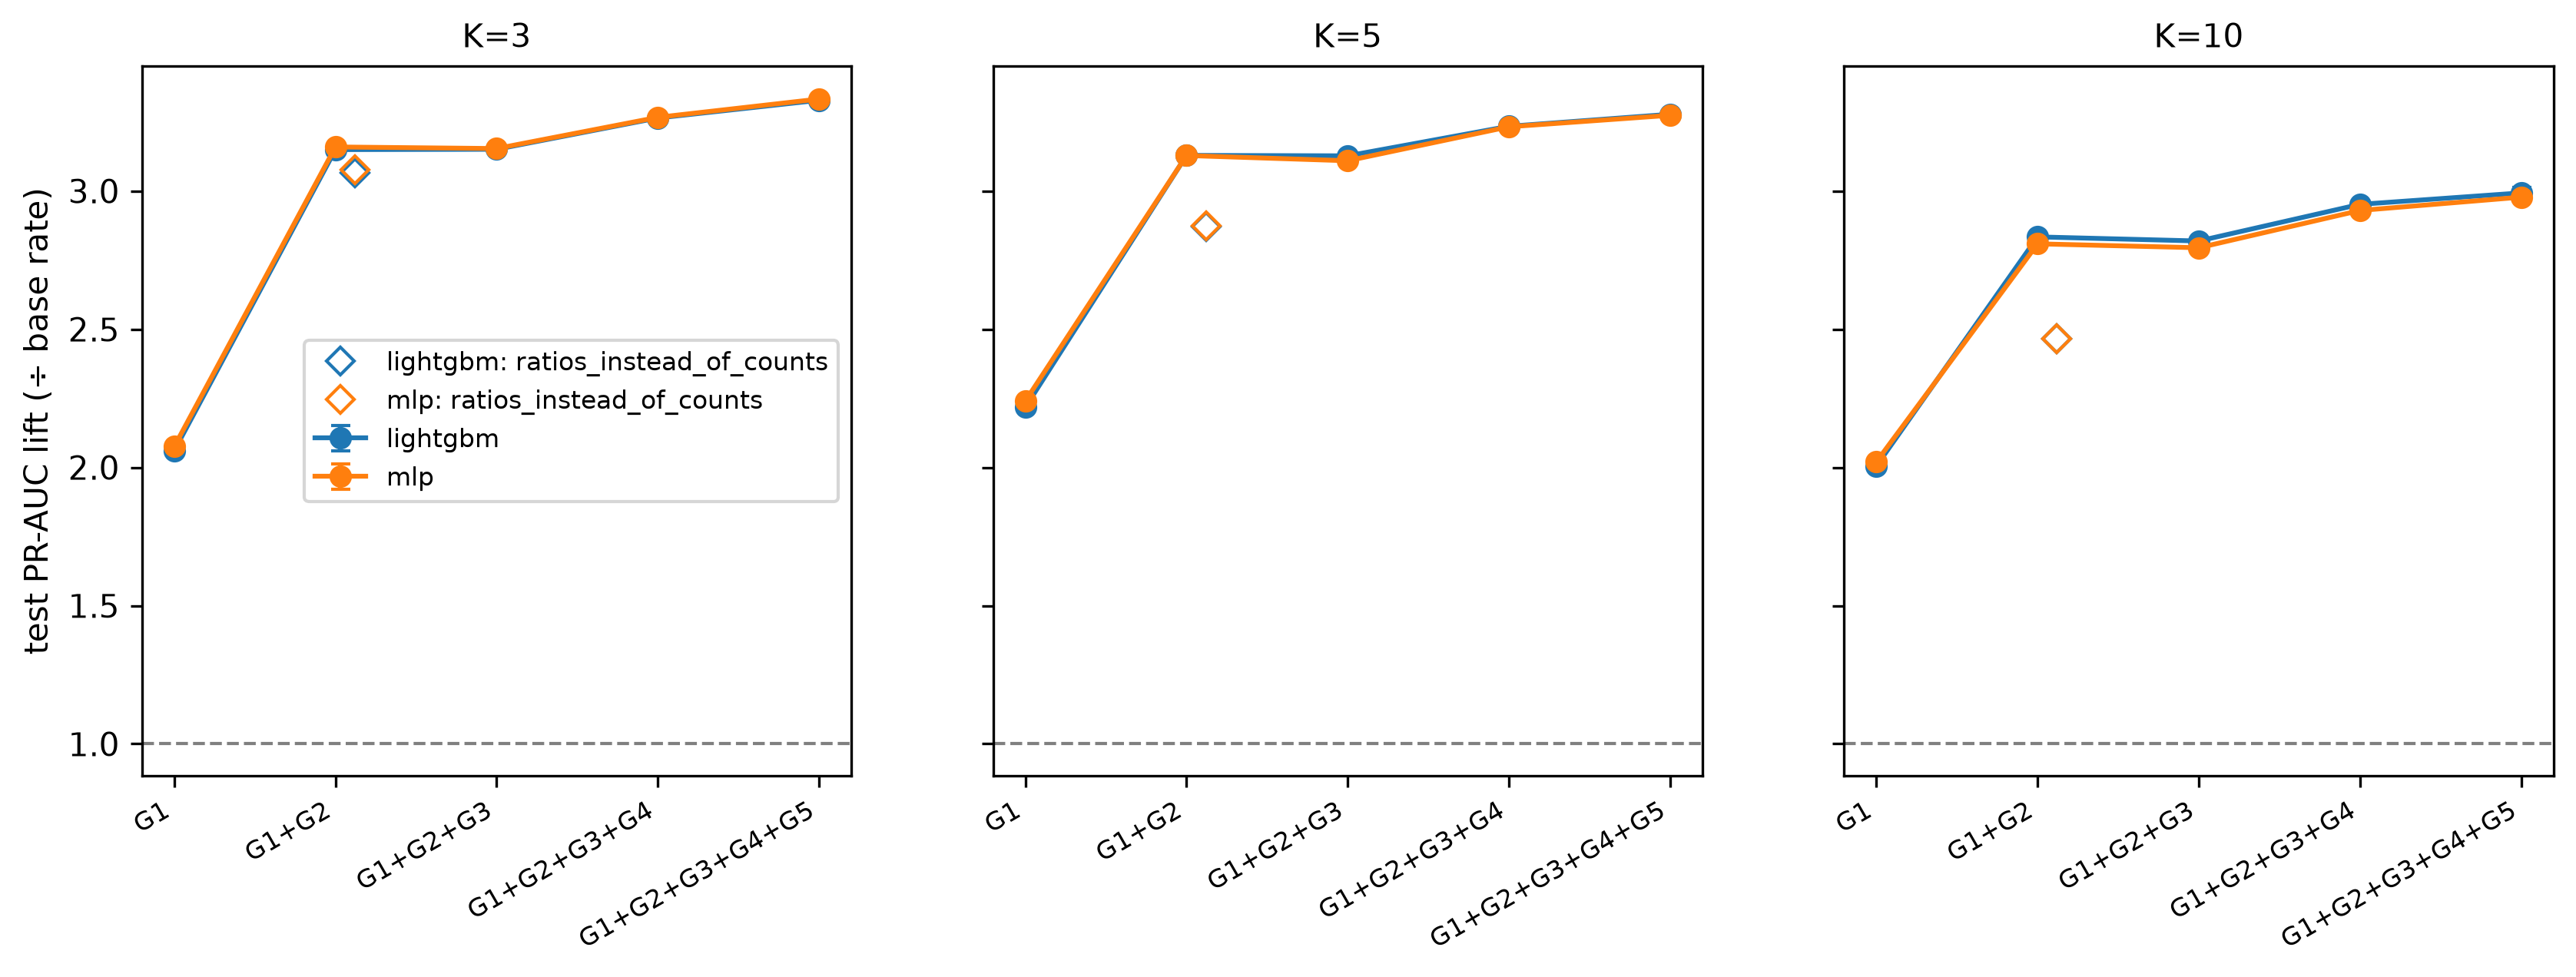 K=3
K=5
K=10
test PR-AUC lift (÷ base rate)
3.0
2.5
2.0
1.5
1.0
lightgbm: ratios_instead_of_counts
mlp: ratios_instead_of_counts
lightgbm
mlp
G1
G1+G2
G1+G2+G3
G1+G2+G3+G4
G1+G2+G3+G4+G5
G1
G1+G2
G1+G2+G3
G1+G2+G3+G4
G1+G2+G3+G4+G5
G1
G1+G2
G1+G2+G3
G1+G2+G3+G4
G1+G2+G3+G4+G5